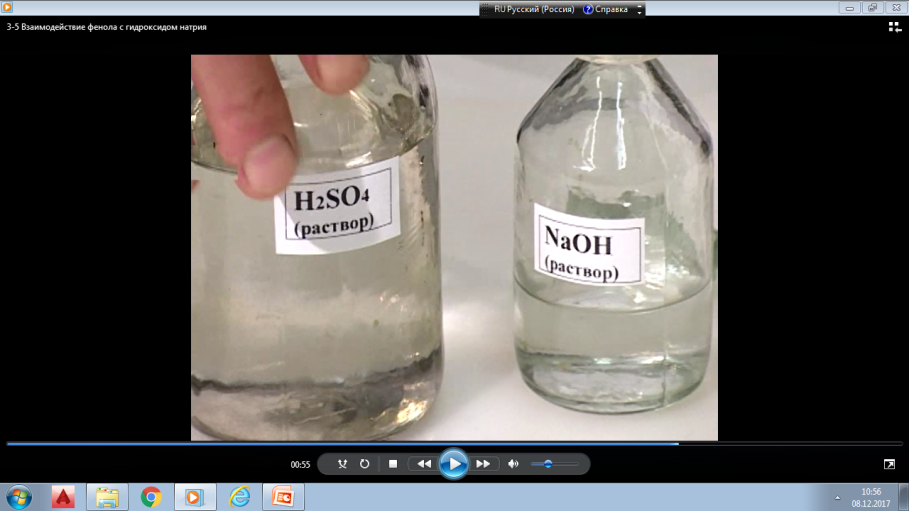 RU Русский (Россия) Справка
3-5 Взаимодействие фенола с гидроксидом натрия
H2SO4
(раствор)
NaOH
(раствор)
00:55
10:56
08.12.2017